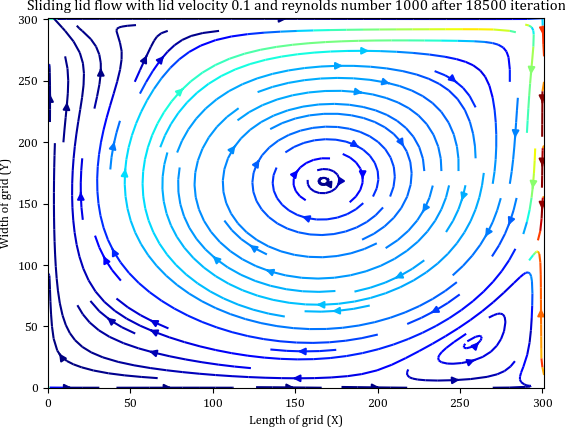 Sliding lid flow with lid velocity 0.1 and reynolds number 1000 after 18500 iteration
300
250
200
150
100
50
0
Width of grid (Y)
0 50 100 150 200 250 300
Length of grid (X)